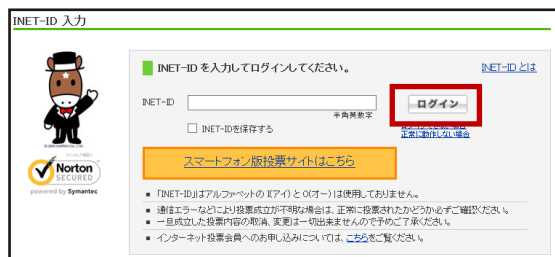 INET-ID 入力
INET-ID を入力してログインしてください。
INET-IDとは
INET-ID
ログイン
半角英数字
INET-IDを保存する
正常に動作しない場合
スマートフォン版投票サイトはこちら
Norton
SECURED
powered by Symantec
■ 「INET-ID」はアルファベットの I(アイ) と O(オー) は使用しておりません。
■ 通信エラーなどにより投票成立が不明な場合は、正常に投票されたかどうか必ずご確認ください。
■ 一旦成立した投票内容の取消、変更は一切出来ませんので予めご了承ください。
■ インターネット投票会員へのお申し込みについては、こちらをご覧ください。